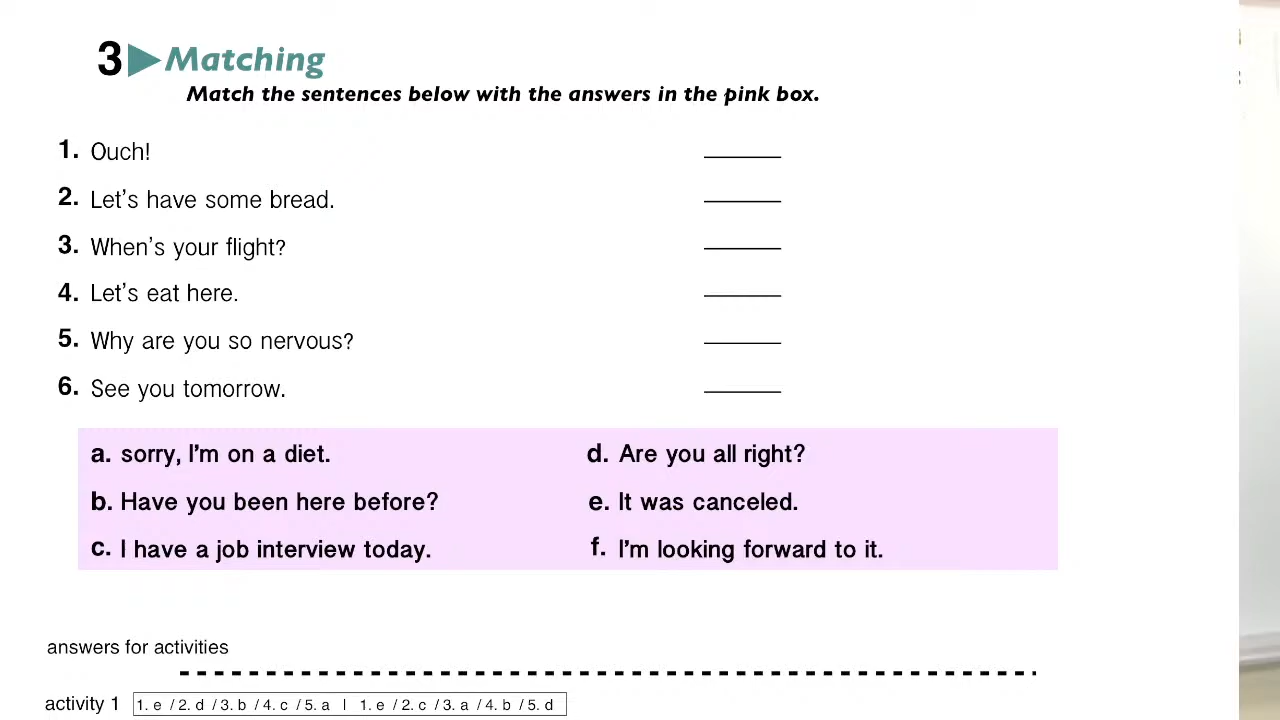 3 Matching
Match the sentences below with the answers in the pink box.
1. Ouch!
2. Let's have some bread.
3. When's your flight?
4. Let's eat here.
5. Why are you so nervous?
6. See you tomorrow.
a. sorry, I'm on a diet.
d. Are you all right?
b. Have you been here before?
e. It was canceled.
c. I have a job interview today.
f. I'm looking forward to it.
answers for activities
activity 1 1. e / 2. d / 3. b / 4. c / 5. a | 1. e / 2. c / 3. a / 4. b / 5. d